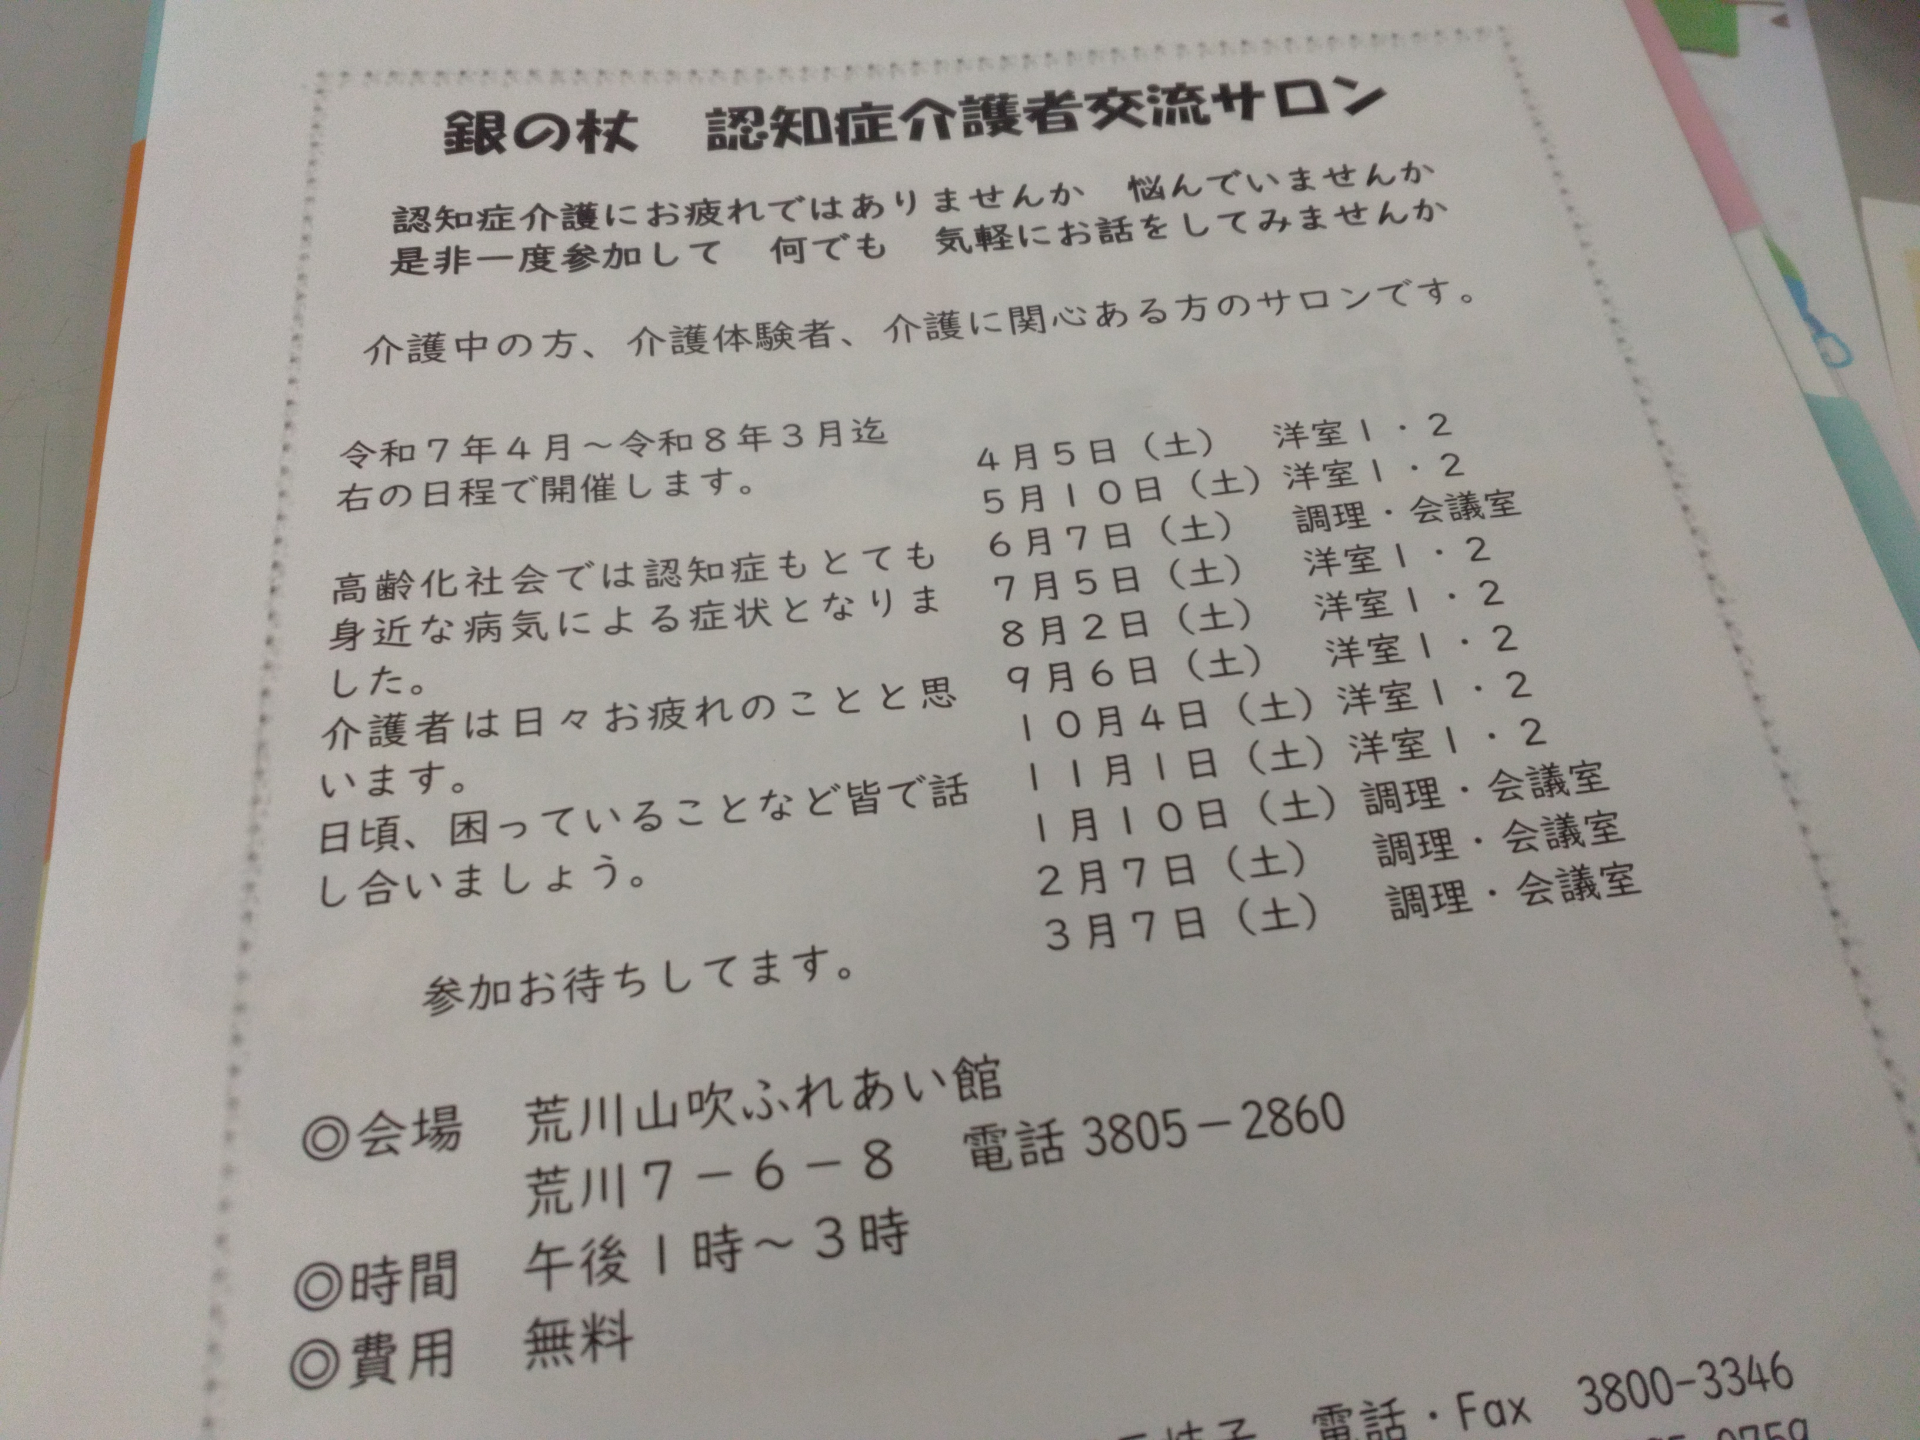 銀の杖　認知症介護者交流サロン
認知症介護にお疲れではありませんか　悩んでいませんか
是非一度参加して　何でも　気軽にお話をしてみませんか
介護中の方、介護体験者、介護に関心ある方のサロンです。
令和７年４月～令和８年３月迄
右の日程で開催します。
高齢化社会では認知症もとても
身近な病気による症状となりま
した。
介護者は日々お疲れのことと思
います。
日頃、困っていることなど皆で話
し合いましょう。
参加お待ちしてます。
４月５日（土）　洋室１・２
５月１０日（土）洋室１・２
６月７日（土）　調理・会議室
７月５日（土）　洋室１・２
８月２日（土）　洋室１・２
９月６日（土）　洋室１・２
１０月４日（土）洋室１・２
１１月１日（土）洋室１・２
１月１０日（土）調理・会議室
２月７日（土）　調理・会議室
３月７日（土）　調理・会議室
◎会場　荒川山吹ふれあい館
荒川７－６－８　電話 3805－2860
◎時間　午後１時～３時
◎費用　無料
電話・Fax　3800-3346